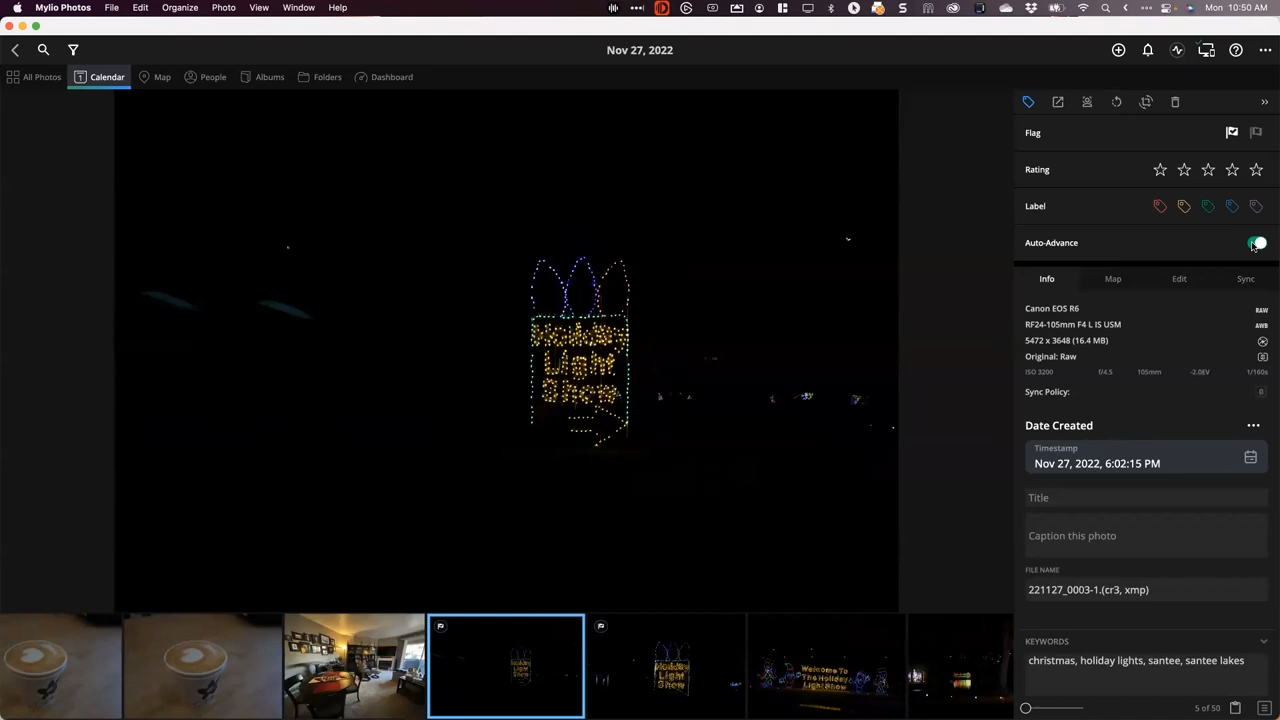 Mylio Photos File Edit Organize Photo View Window Help Mon 10:50 AM
Nov 27, 2022
All Photos Calendar Map People Albums Folders Dashboard
Holiday
Light
Show
Flag
Rating
Label
Auto-Advance
Info Map Edit Sync
Canon EOS R6 RAW
RF24-105mm F4 L IS USM AWB
5472 x 3648 (16.4 MB)
Original: Raw
ISO 3200 f/4.5 105mm -2.0EV 1/160s
Sync Policy:
Date Created
Timestamp
Nov 27, 2022, 6:02:15 PM
Title
Caption this photo
FILE NAME
221127_0003-1.(cr3, xmp)
KEYWORDS
christmas, holiday lights, santee, santee lakes
Holiday
Light
Show
Holiday
Light
Show
Welcome To
The Holiday
Light Show
5 of 50